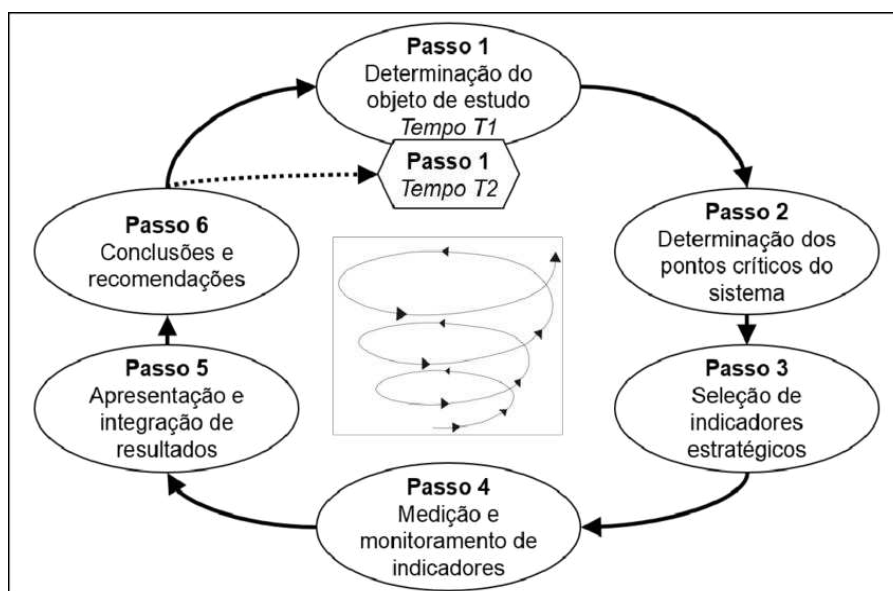 Passo 1
Determinação do
objeto de estudo
Tempo T1
Passo 1
Tempo T2
Passo 2
Determinação dos
pontos críticos do
sistema
Passo 3
Seleção de
indicadores
estratégicos
Passo 4
Medição e
monitoramento de
indicadores
Passo 5
Apresentação e
integração de
resultados
Passo 6
Conclusões e
recomendações